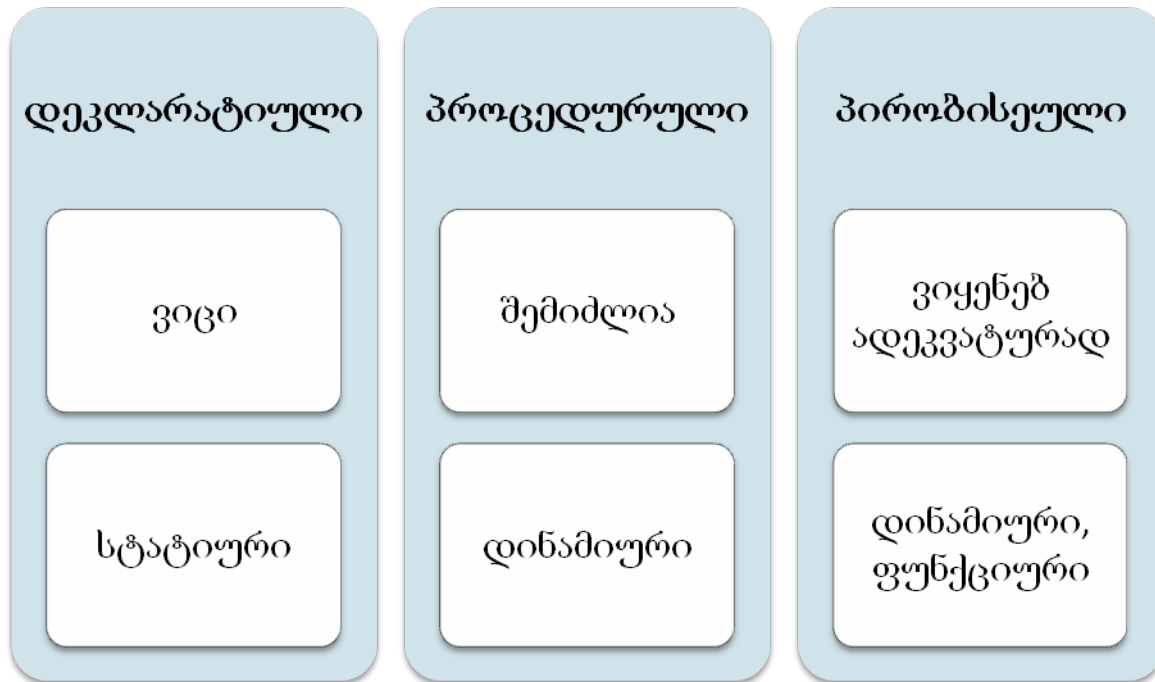 დეკლარატიული
ვიცი
სტატიური
პროცედურული
შემიძლია
დინამიური
პირობისეული
ვიყენებ
ადეკვატურად
დინამიური,
ფუნქციური